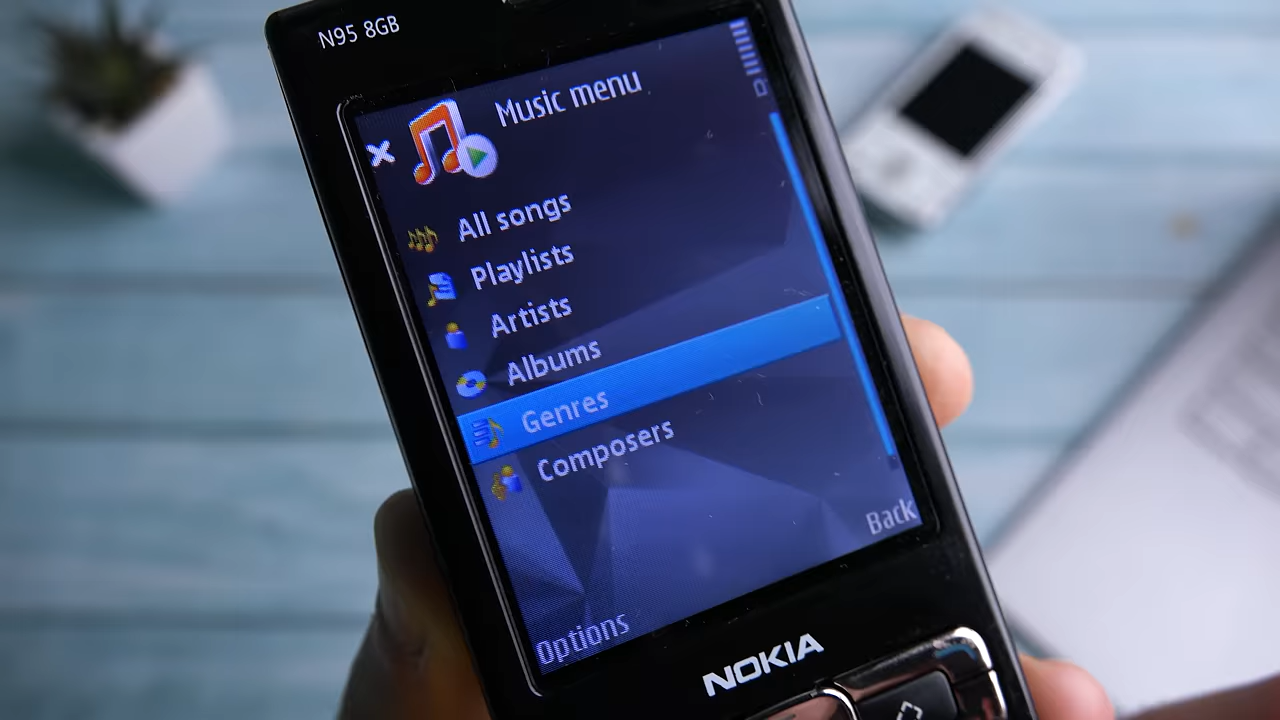 N95 8GB
Music menu
All songs
Playlists
Artists
Albums
Genres
Composers
Options
Back
NOKIA